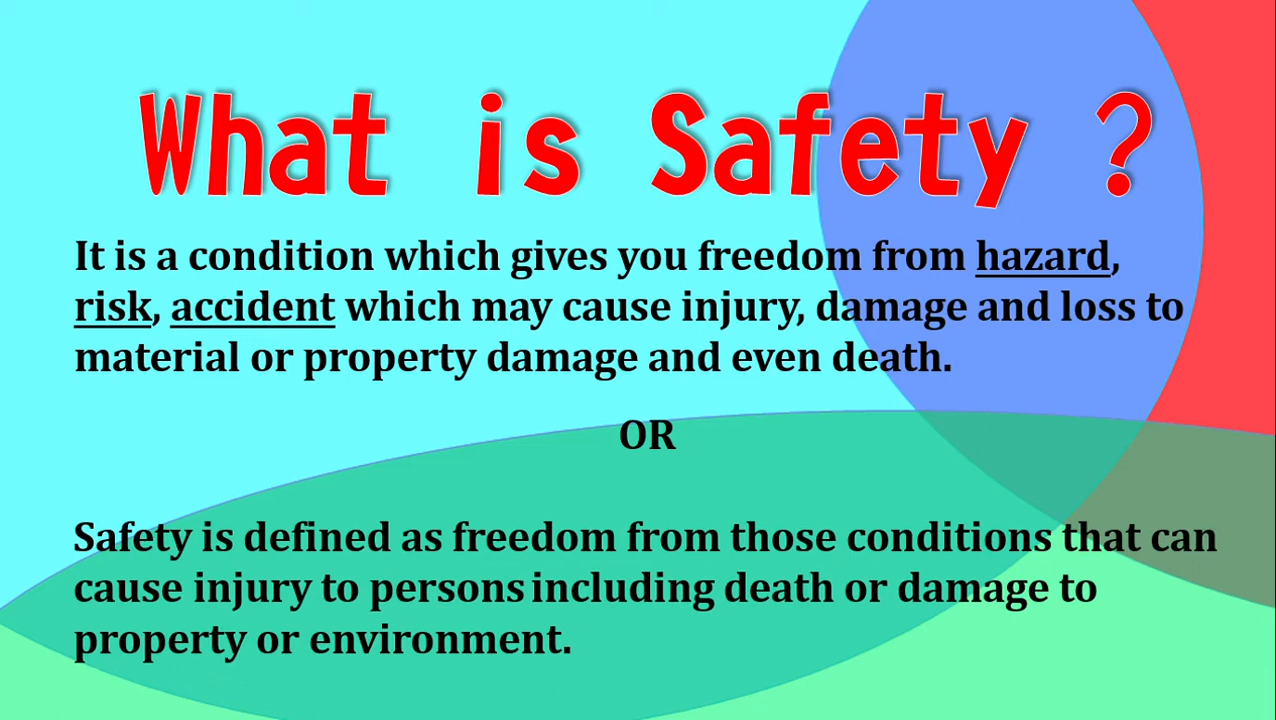 What is Safety ?
It is a condition which gives you freedom from hazard,
risk, accident which may cause injury, damage and loss to
material or property damage and even death.
OR
Safety is defined as freedom from those conditions that can
cause injury to persons including death or damage to
property or environment.